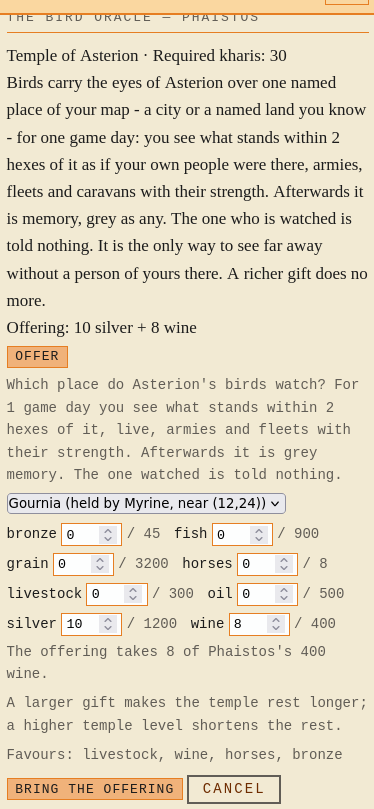 THE BIRD ORACLE — PHAISTOS
Temple of Asterion · Required kharis: 30
Birds carry the eyes of Asterion over one named
place of your map - a city or a named land you know
- for one game day: you see what stands within 2
hexes of it as if your own people were there, armies,
fleets and caravans with their strength. Afterwards it
is memory, grey as any. The one who is watched is
told nothing. It is the only way to see far away
without a person of yours there. A richer gift does no
more.
Offering: 10 silver + 8 wine
OFFER
Which place do Asterion's birds watch? For
1 game day you see what stands within 2
hexes of it, live, armies and fleets with
their strength. Afterwards it is grey
memory. The one watched is told nothing.
Gournia (held by Myrine, near (12,24))
bronze 0 / 45 fish 0 / 900
grain 0 / 3200 horses 0 / 8
livestock 0 / 300 oil 0 / 500
silver 10 / 1200 wine 8 / 400
The offering takes 8 of Phaistos's 400
wine.
A larger gift makes the temple rest longer;
a higher temple level shortens the rest.
Favours: livestock, wine, horses, bronze
BRING THE OFFERING CANCEL